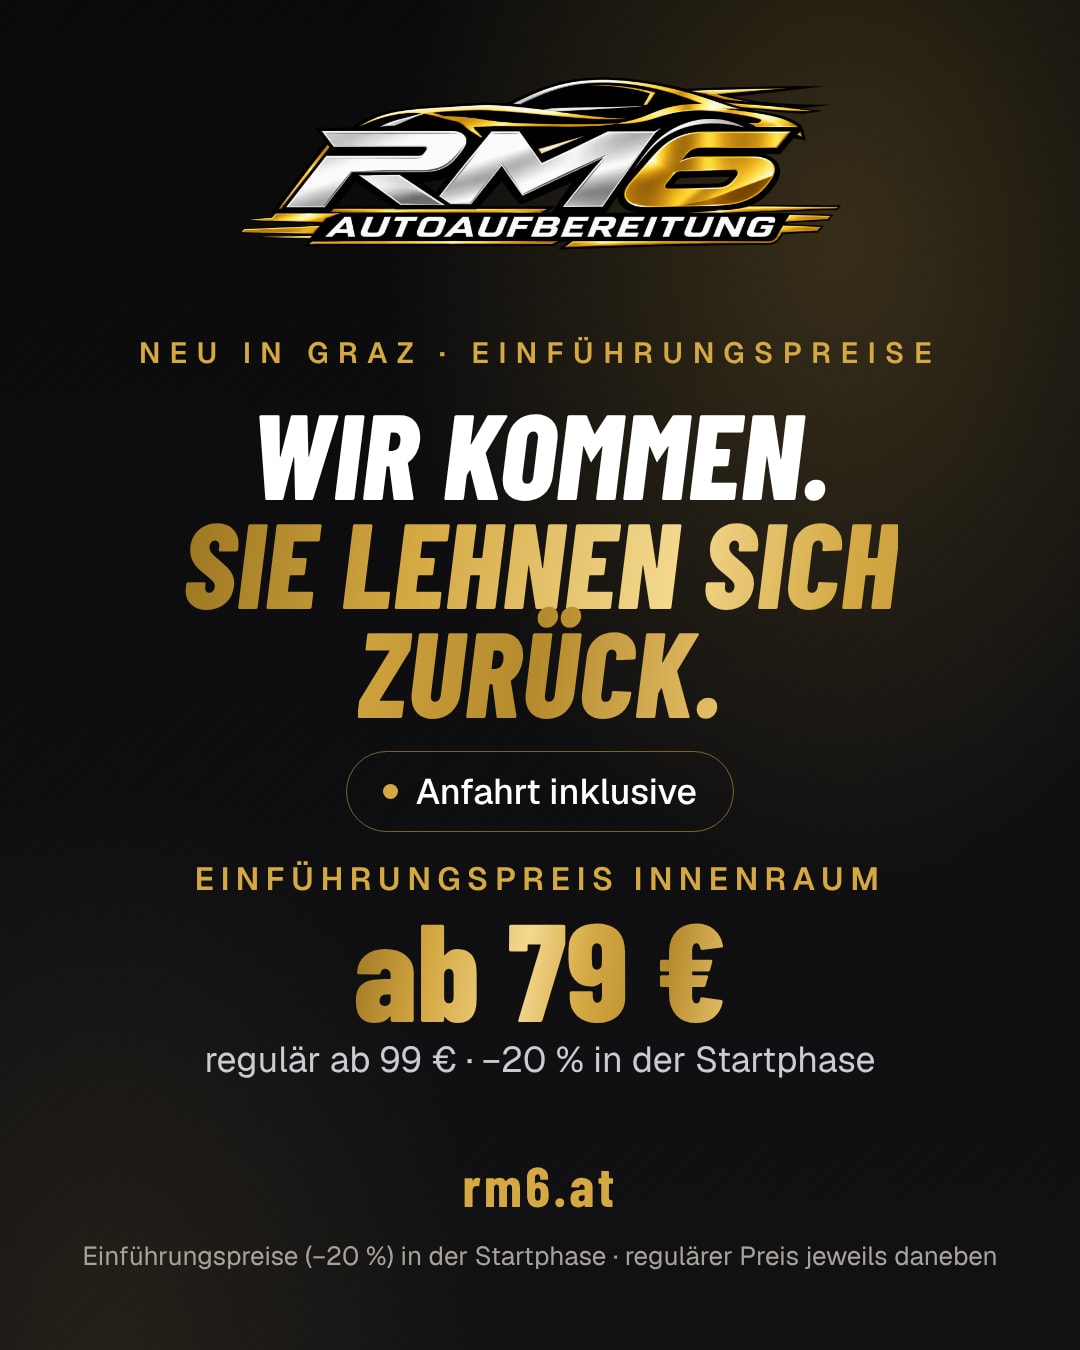 RM6
AUTOAUFBEREITUNG
NEU IN GRAZ · EINFÜHRUNGSPREISE
WIR KOMMEN.
SIE LEHNEN SICH
ZURÜCK.
Anfahrt inklusive
EINFÜHRUNGSPREIS INNENRAUM
ab 79 €
regulär ab 99 € · –20 % in der Startphase
rm6.at
Einführungspreise (–20 %) in der Startphase · regulärer Preis jeweils daneben